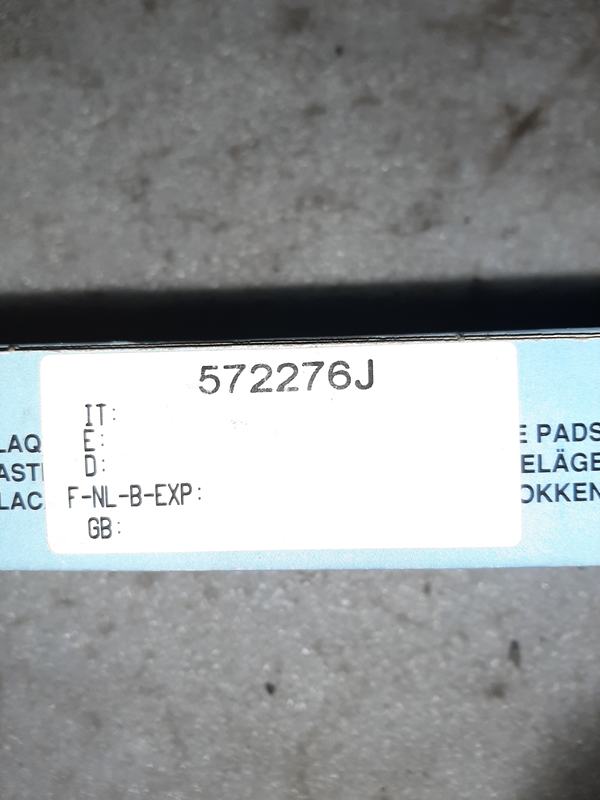 572276J
IT:
E:
D:
F-NL-B-EXP:
GB:
LAQ
E PADS
ASTI
ELÄGE
LAC
OKKEN